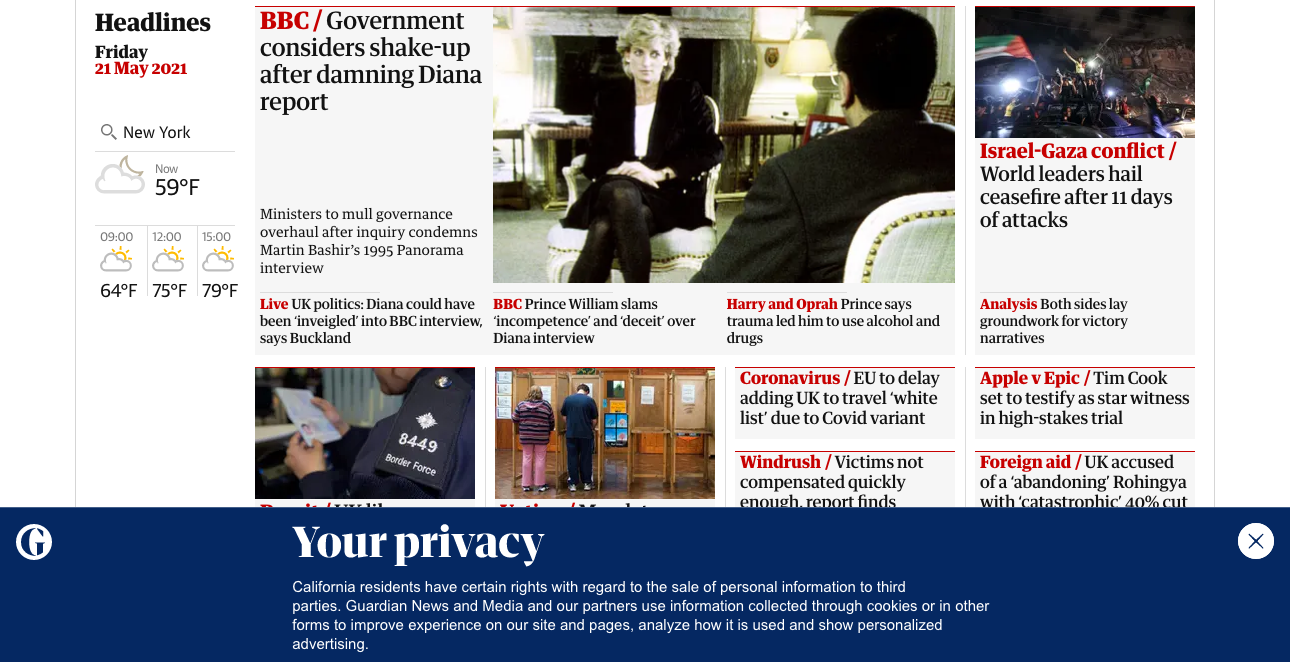 Headlines
Friday
21 May 2021
New York
Now
59°F
09:00
12:00
15:00
64°F
75°F
79°F
BBC / Government
considers shake-up
after damning Diana
report
Ministers to mull governance
overhaul after inquiry condemns
Martin Bashir’s 1995 Panorama
interview
Live UK politics: Diana could have
been ‘inveigled’ into BBC interview,
says Buckland
BBC Prince William slams
‘incompetence’ and ‘deceit’ over
Diana interview
Harry and Oprah Prince says
trauma led him to use alcohol and
drugs
Israel-Gaza conflict /
World leaders hail
ceasefire after 11 days
of attacks
Analysis Both sides lay
groundwork for victory
narratives
8449
Border Force
Coronavirus / EU to delay
adding UK to travel ‘white
list’ due to Covid variant
Windrush / Victims not
compensated quickly
enough, report finds
Apple v Epic / Tim Cook
set to testify as star witness
in high-stakes trial
Foreign aid / UK accused
of a ‘abandoning’ Rohingya
with ‘catastrophic’ 40% cut
G
Your privacy
California residents have certain rights with regard to the sale of personal information to third
parties. Guardian News and Media and our partners use information collected through cookies or in other
forms to improve experience on our site and pages, analyze how it is used and show personalized
advertising.